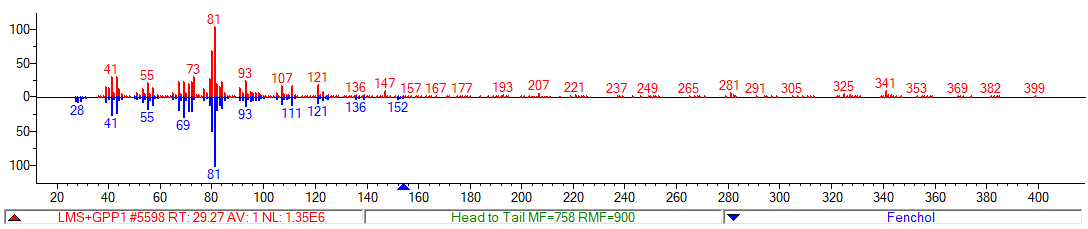 81
100
41 55 73 93 107 121 136 147 157 167 177 193 207 221 237 249 265 281 291 305 325 341 353 369 382 399
50
0
28 41 55 69 93 111 121 136 152
50
81
100
20 40 60 80 100 120 140 160 180 200 220 240 260 280 300 320 340 360 380 400
LMS+GPP1 #5598 RT: 29.27 AV: 1 NL: 1.35E6 Head to Tail MF=758 RMF=900 Fenchol